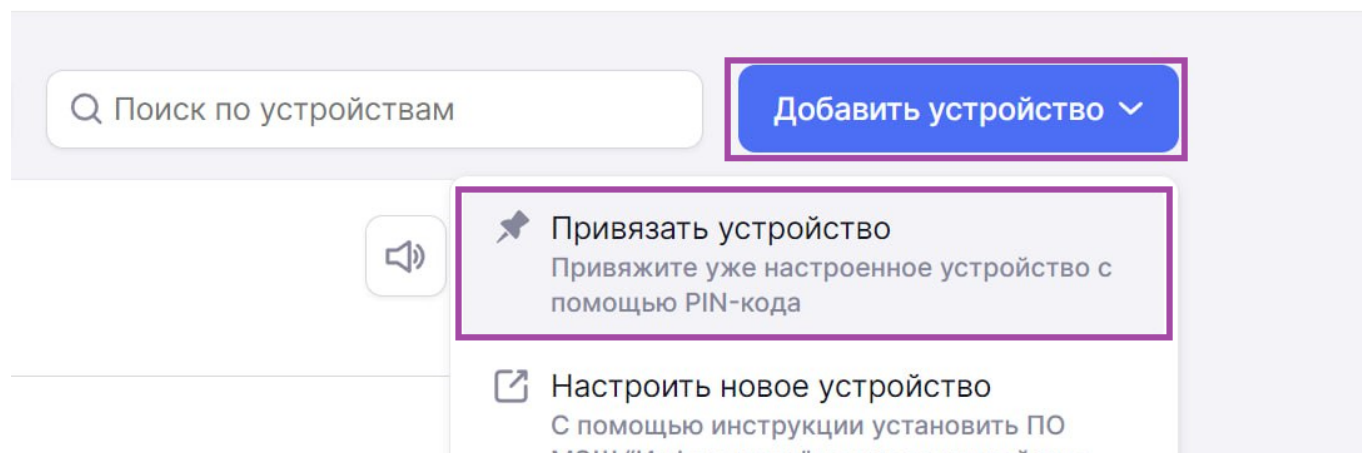 Поиск по устройствам
Добавить устройство
Привязать устройство
Привяжите уже настроенное устройство с
помощью PIN-кода
Настроить новое устройство
С помощью инструкции установить ПО